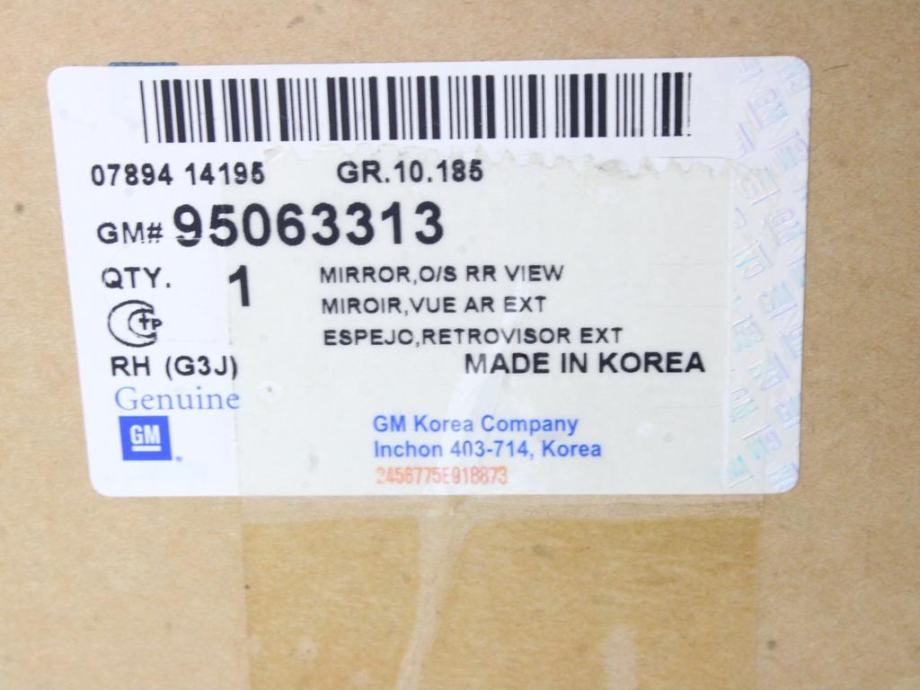 07894 14195 GR.10.185
GM# 95063313
QTY. 1 MIRROR,O/S RR VIEW
MIROIR,VUE AR EXT
ESPEJO,RETROVISOR EXT
RH (G3J) MADE IN KOREA
Genuine
GM
GM Korea Company
Inchon 403-714, Korea